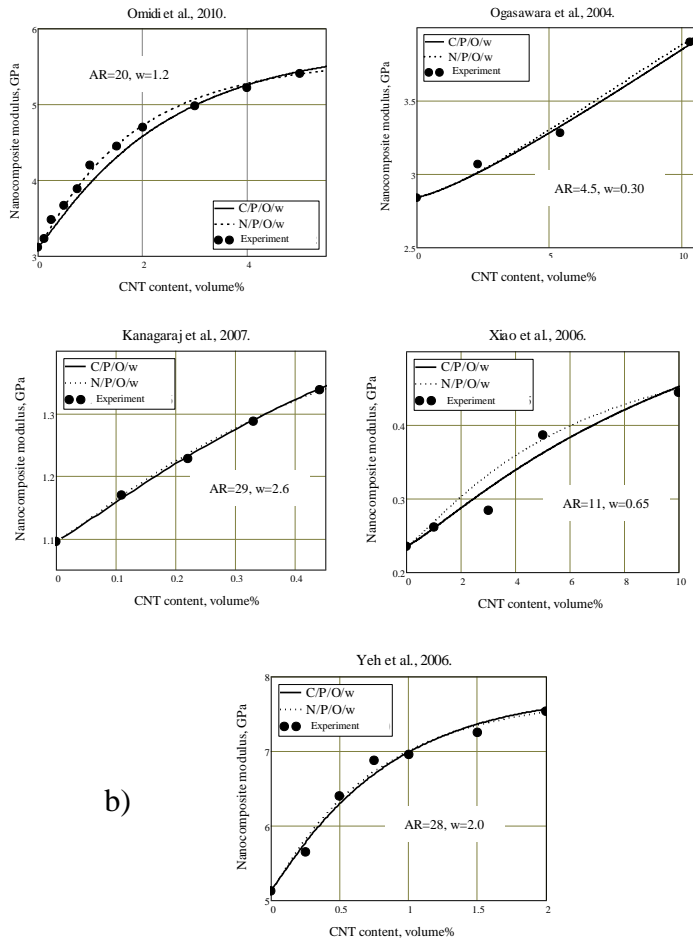 Omidi et al., 2010.
Nanocomposite modulus, GPa
6
5
4
3
AR=20, w=1.2
C/P/O/w
N/P/O/w
Experiment
0 2 4
CNT content, volume%
Ogasawara et al. 2004.
Nanocomposite modulus, GPa
C/P/O/w
N/P/O/w
Experiment
3.5
3
2.5
AR=4.5, w=0.30
0 5 10
CNT content, volume%
Kanagaraj et al., 2007.
Nanocomposite modulus, GPa
C/P/O/w
N/P/O/w
Experiment
1.3
1.2
1.1
AR=29, w=2.6
0 0.1 0.2 0.3 0.4
CNT content, volume%
Xiao et al., 2006.
Nanocomposite modulus, GPa
C/P/O/w
N/P/O/w
Experiment
0.4
0.3
0.2
AR=11, w=0.65
0 2 4 6 8 10
CNT content, volume%
Yeh et al., 2006.
Nanocomposite modulus, GPa
8
7
6
5
C/P/O/w
N/P/O/w
Experiment
AR=28, w=2.0
0 0.5 1 1.5 2
CNT content, volume%
b)